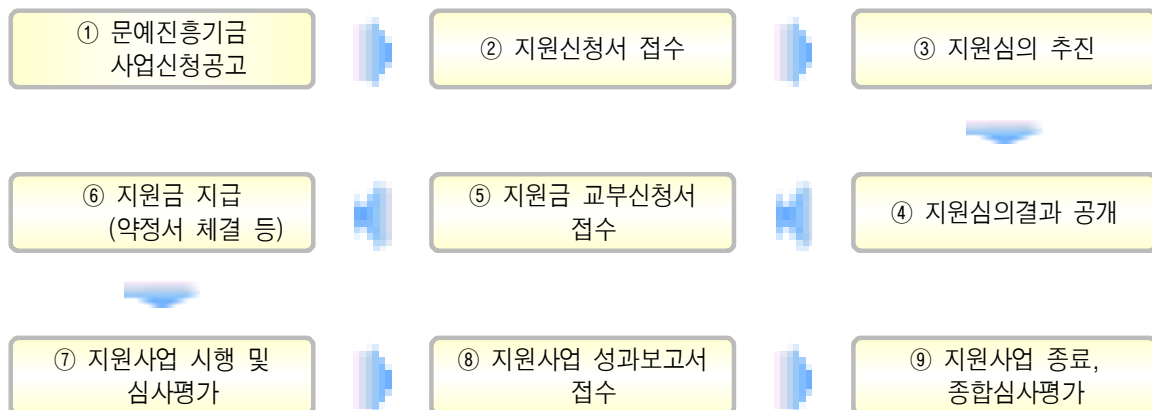 ① 문예진흥기금
사업신청공고
② 지원신청서 접수
③ 지원심의 추진
④ 지원심의결과 공개
⑤ 지원금 교부신청서
접수
⑥ 지원금 지급
(약정서 체결 등)
⑦ 지원사업 시행 및
심사평가
⑧ 지원사업 성과보고서
접수
⑨ 지원사업 종료,
종합심사평가